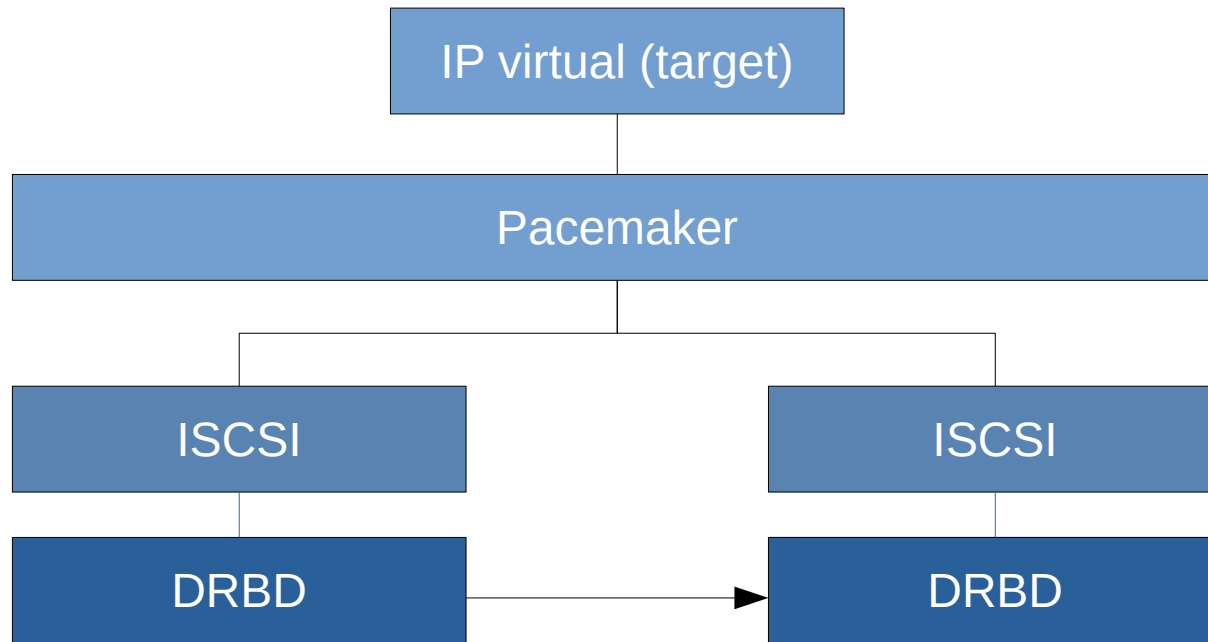 IP virtual (target)
Pacemaker
ISCSI
ISCSI
DRBD
DRBD